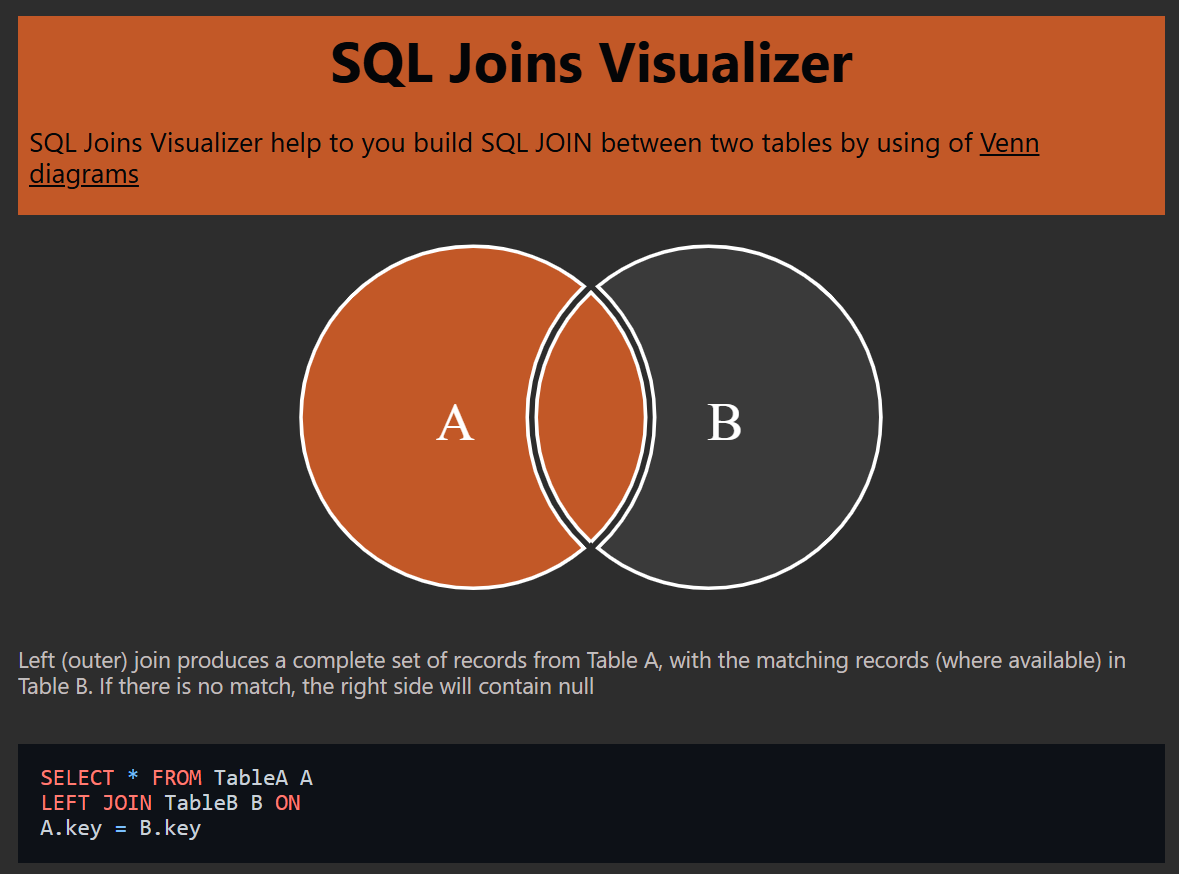 SQL Joins Visualizer
SQL Joins Visualizer help to you build SQL JOIN between two tables by using of Venn
diagrams
A
B
Left (outer) join produces a complete set of records from Table A, with the matching records (where available) in
Table B. If there is no match, the right side will contain null
SELECT * FROM TableA A
LEFT JOIN TableB B ON
A.key = B.key